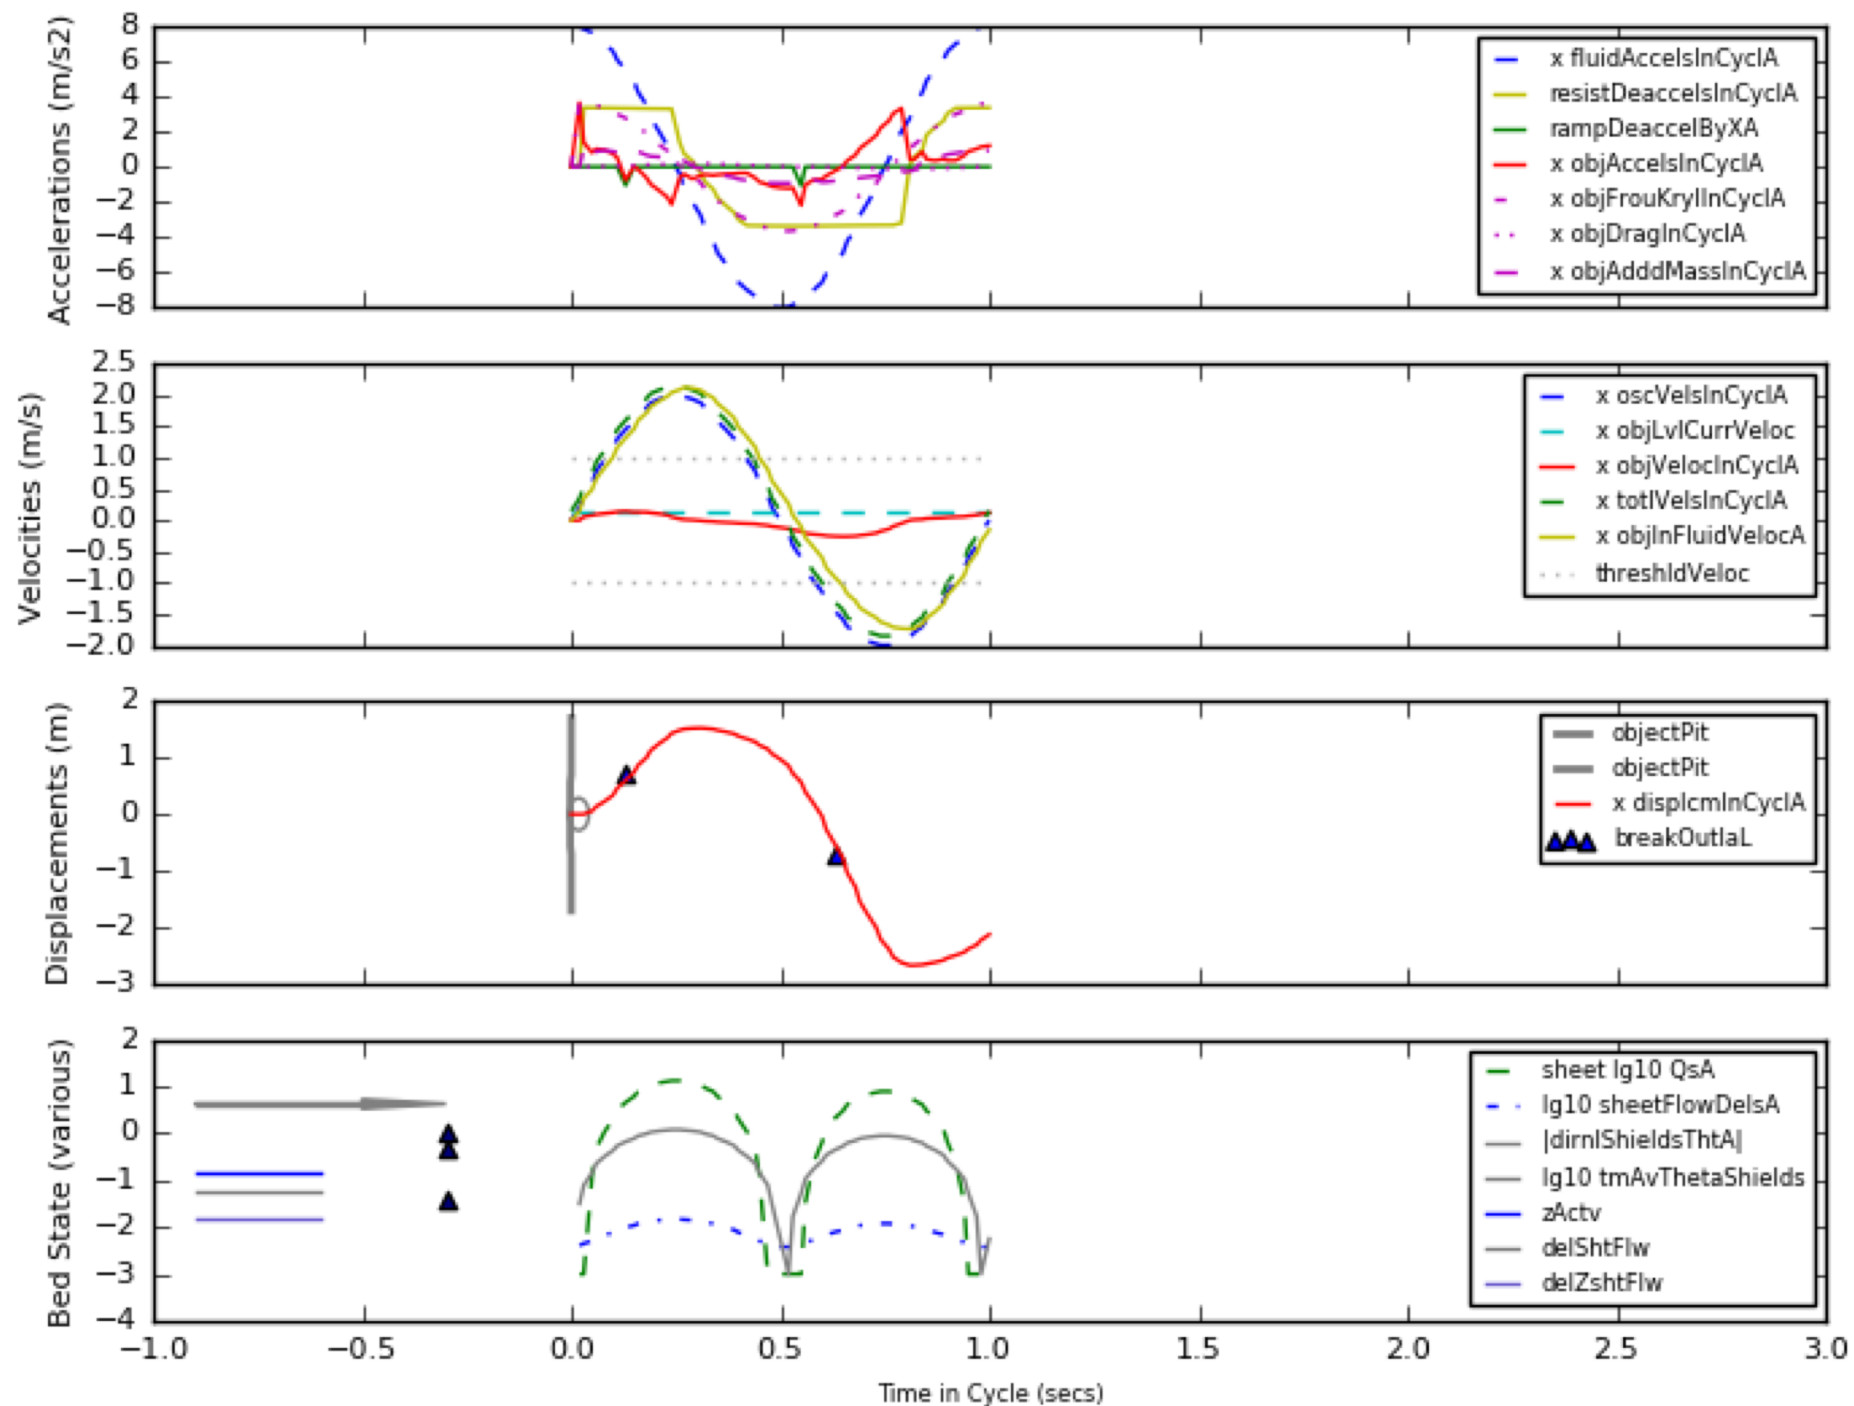 Accelerations (m/s2)
8
6
4
2
0
−2
−4
−6
−8
x fluidAccelsInCyclA
resistDeaccelsInCyclA
rampDeaccelByXA
x objAccelsInCyclA
x objFrouKrylInCyclA
x objDragInCyclA
x objAdddMassInCyclA
Velocities (m/s)
2.5
2.0
1.5
1.0
0.5
0.0
−0.5
−1.0
−1.5
−2.0
x oscVelsInCyclA
x objLvlCurrVeloc
x objVelocInCyclA
x totlVelsInCyclA
x objInFluidVelocA
threshldVeloc
Displacements (m)
2
1
0
−1
−2
−3
objectPit
objectPit
x displcmInCyclA
breakOutlaL
Bed State (various)
2
1
0
−1
−2
−3
−4
sheet lg10 QsA
lg10 sheetFlowDelsA
|dirnlShieldsThtA|
lg10 tmAvThetaShields
zActv
delShtFlw
delZshtFlw
−1.0 −0.5 0.0 0.5 1.0 1.5 2.0 2.5 3.0
Time in Cycle (secs)